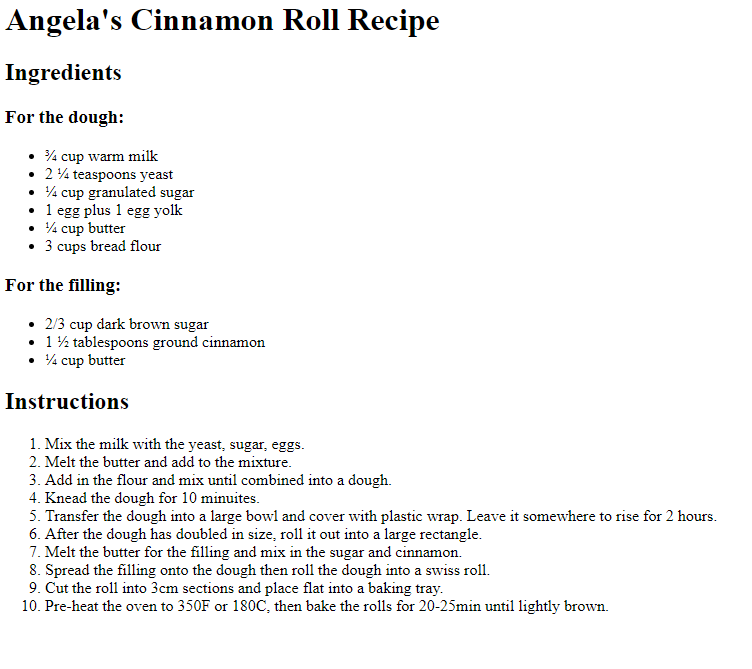 Angela's Cinnamon Roll Recipe
Ingredients
For the dough:
• ¾ cup warm milk
• 2 ¼ teaspoons yeast
• ¼ cup granulated sugar
• 1 egg plus 1 egg yolk
• ¼ cup butter
• 3 cups bread flour
For the filling:
• 2/3 cup dark brown sugar
• 1 ½ tablespoons ground cinnamon
• ¼ cup butter
Instructions
1. Mix the milk with the yeast, sugar, eggs.
2. Melt the butter and add to the mixture.
3. Add in the flour and mix until combined into a dough.
4. Knead the dough for 10 minuites.
5. Transfer the dough into a large bowl and cover with plastic wrap. Leave it somewhere to rise for 2 hours.
6. After the dough has doubled in size, roll it out into a large rectangle.
7. Melt the butter for the filling and mix in the sugar and cinnamon.
8. Spread the filling onto the dough then roll the dough into a swiss roll.
9. Cut the roll into 3cm sections and place flat into a baking tray.
10. Pre-heat the oven to 350F or 180C, then bake the rolls for 20-25min until lightly brown.